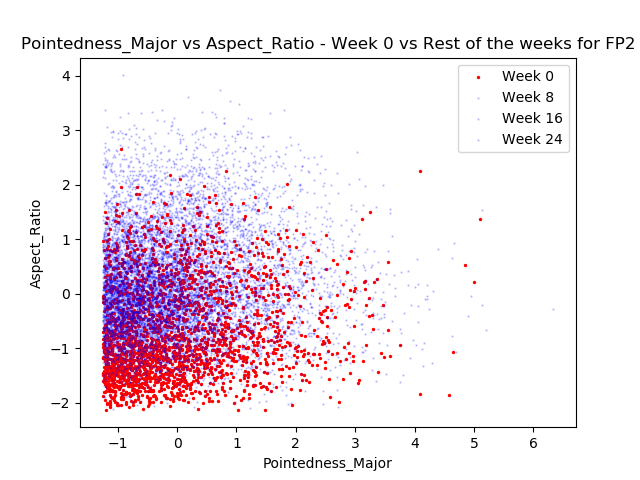 Pointedness_Major vs Aspect_Ratio - Week 0 vs Rest of the weeks for FP2
Week 0
Week 8
Week 16
Week 24
4
3
2
1
0
−1
−2
Aspect_Ratio
−1 0 1 2 3 4 5 6
Pointedness_Major